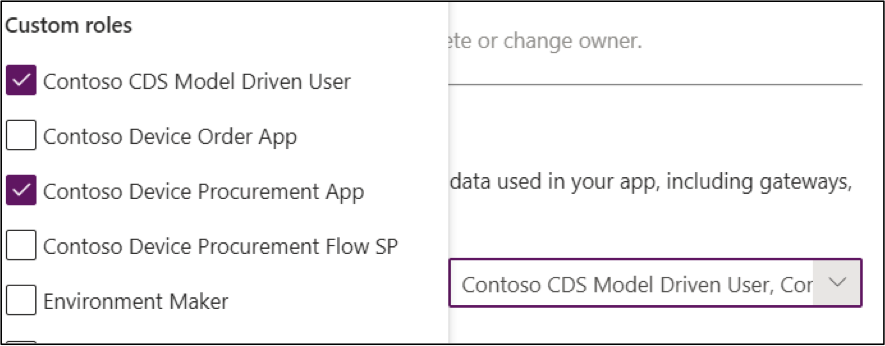 Custom roles
Contoso CDS Model Driven User
Contoso Device Order App
Contoso Device Procurement App
Contoso Device Procurement Flow SP
Environment Maker
ete or change owner.
data used in your app, including gateways,
Contoso CDS Model Driven User, Cor